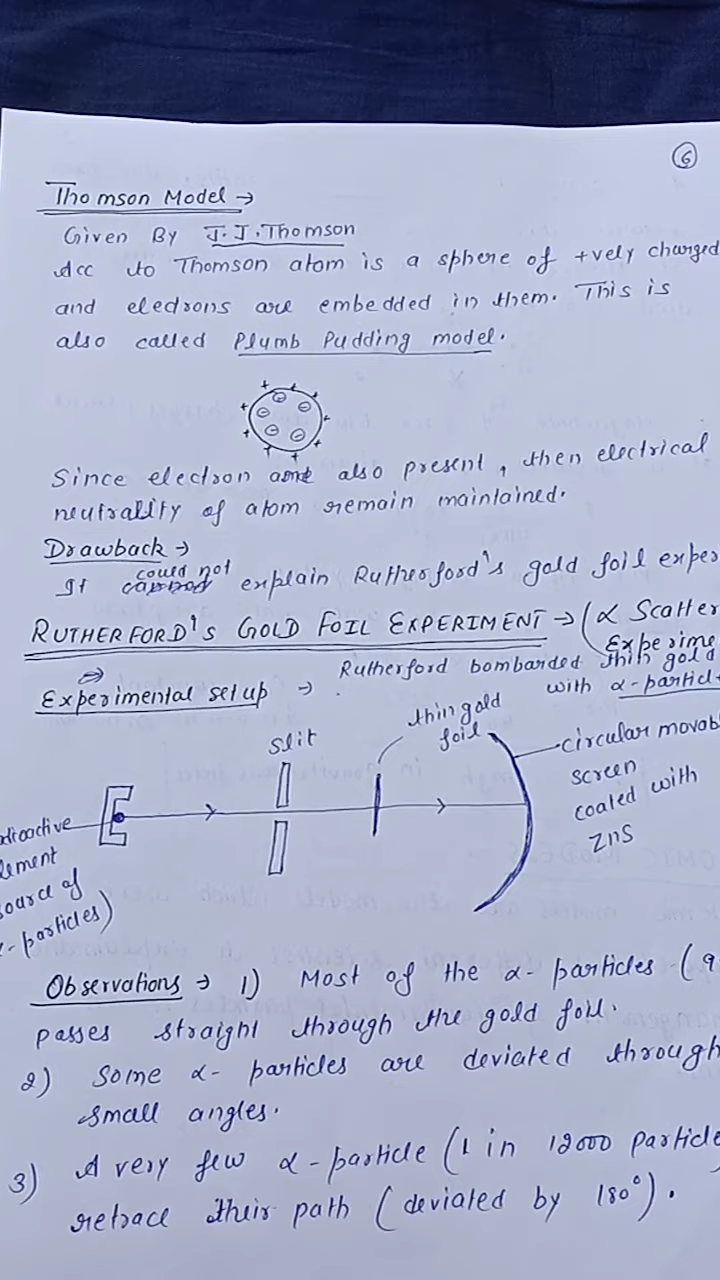 6
Thomson Model →
Given By J.J. Thomson
Acc to Thomson atom is a sphere of +vely charged
and eledrons are embedded in them. This is
also called Plumb Pudding model.
Since electron are also present, then electrical
neutrality of atom remain maintained.
Drawback →
It could not explain Rutherford's gold foil exper
RUTHERFORD'S GOLD FOIL EXPERIMENT → (α Scatter
Experime
Experimental setup → Rutherford bombarded thin gold
with α-particl
slit
thin gold
foil
circular movab
screen
coated with
ZnS
dioactive
lement
source of
α-particles)
Observations → 1) Most of the α-particles (9
passes straight through the gold foil.
2) Some α-particles are deviated through
small angles.
3) A very few α-particle (1 in 12000 particle
retrace their path (deviated by 180°).